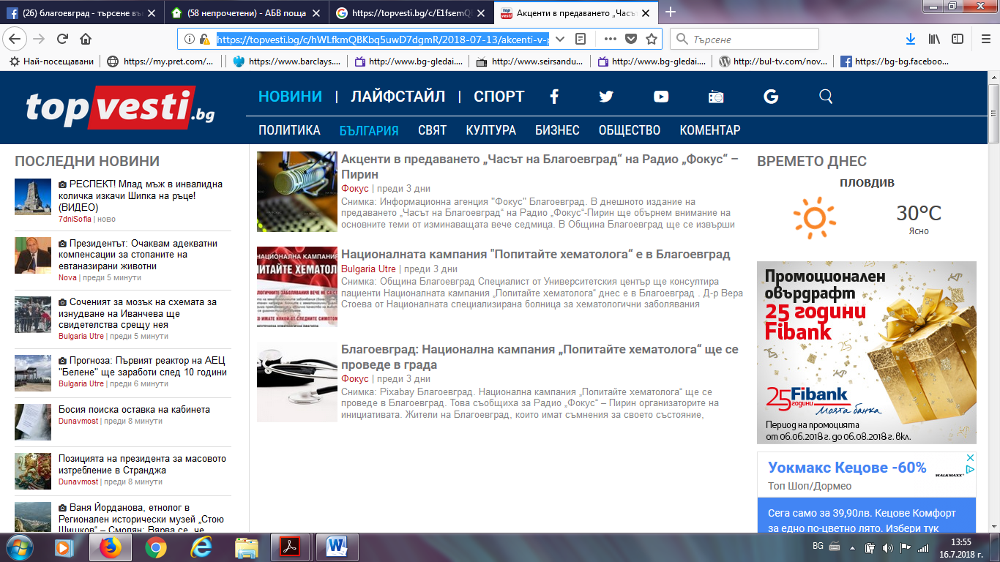 (26) благоевград - търсене въ
(58 непрочетени) - АБВ поща
https://topvesti.bg/c/E1fsemQ
Акценти в предаването „Часът
https://topvesti.bg/c/hWLfkmQBKbq5uwD7dgmR/2018-07-13/akcenti-v-
Търсене
Най-посещавани
https://my.pret.com/...
https://www.barclays....
http://www.bg-gledai....
http://www.seirsandu...
http://www.bg-gledai....
http://bul-tv.com/nov...
https://bg-bg.faceboo...
topvesti.bg
НОВИНИ | ЛАЙФСТАЙЛ | СПОРТ
ПОЛИТИКА БЪЛГАРИЯ СВЯТ КУЛТУРА БИЗНЕС ОБЩЕСТВО КОМЕНТАР
ПОСЛЕДНИ НОВИНИ
РЕСПЕКТ! Млад мъж в инвалидна
количка изкачи Шипка на ръце!
(ВИДЕО)
7dniSofia | ново
Президентът: Очаквам адекватни
компенсации за стопаните на
евтаназирани животни
Nova | преди 5 минути
Соченият за мозък на схемата за
изнудване на Иванчева ще
свидетелства срещу нея
Bulgaria Utre | преди 5 минути
Прогноза: Първият реактор на АЕЦ
"Белене" ще заработи след 10 години
Bulgaria Utre | преди 6 минути
Босия поиска оставка на кабинета
Dunavmost | преди 8 минути
Позицията на президента за масовото
изтребление в Странджа
Dunavmost | преди 8 минути
Ваня Йорданова, етнолог в
Регионален исторически музей „Стою
Шишков“ – Смолян: Вярва се, че
Акценти в предаването „Часът на Благоевград“ на Радио „Фокус“ –
Пирин
Фокус | преди 3 дни
Снимка: Информационна агенция "Фокус" Благоевград. В днешното издание на
предаването „Часът на Благоевград“ на Радио „Фокус“-Пирин ще обърнем внимание на
основните теми от изминаващата вече седмица. В Община Благоевград ще се извърши
НАЦИОНАЛНА КАМПАНИЯ
ПИТАЙТЕ ХЕМАТОЛ
Националната кампания "Попитайте хематолога“ е в Благоевград
Bulgaria Utre | преди 3 дни
Снимка: Община Благоевград Специалист от Университетския център ще консултира
пациенти Националната кампания „Попитайте хематолога“ днес е в Благоевград . Д-р Вера
Стоева от Националната специализирана болница за хематологични заболявания
Благоевград: Национална кампания „Попитайте хематолога“ ще се
проведе в града
Фокус | преди 3 дни
Снимка: Pixabay Благоевград. Национална кампания „Попитайте хематолога“ ще се
проведе в Благоевград. Това съобщиха за Радио „Фокус“ – Пирин организаторите на
инициативата. Жители на Благоевград, които имат съмнения за своето състояние,
ВРЕМЕТО ДНЕС
ПЛОВДИВ
30°C
Ясно
Промоционален
овърдрафт
25 години
Fibank
25 години Fibank
Моята банка
Период на промоцията
от 06.06.2018 г. до 06.08.2018 г. вкл.
Уокмакс Кецове -60%
Топ Шоп/Дормео
WALKMAXX
Сега само за 39,90лв. Кецове Комфорт
за едно по-цветно лято. Избери тук
BG
13:55
16.7.2018 г.